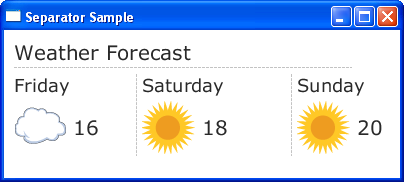 Separator Sample
Weather Forecast
Friday
Saturday
Sunday
16
18
20